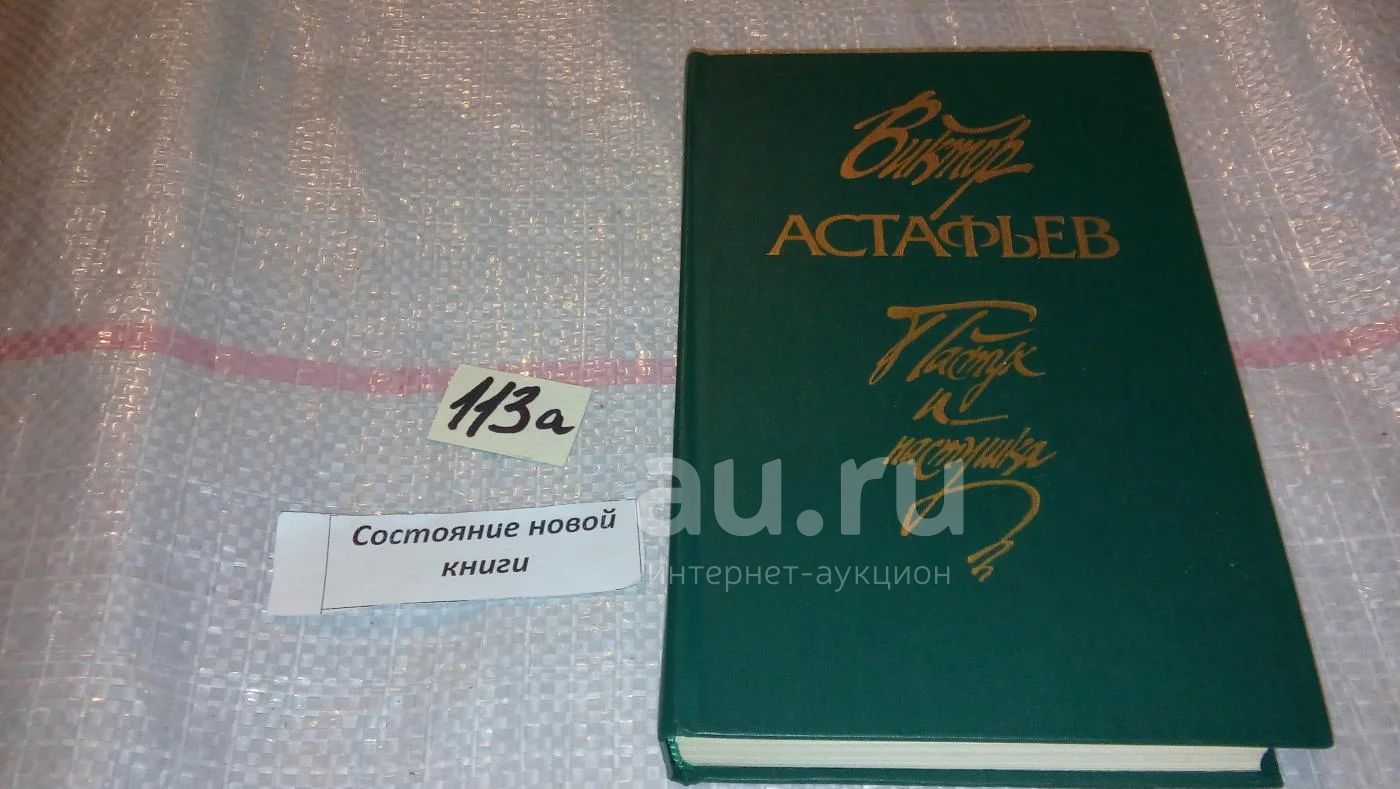 Виктор
АСТАФЬЕВ
Пастух
и
пастушка
113а
Состояние новой
книги
au.ru
интернет-аукцион